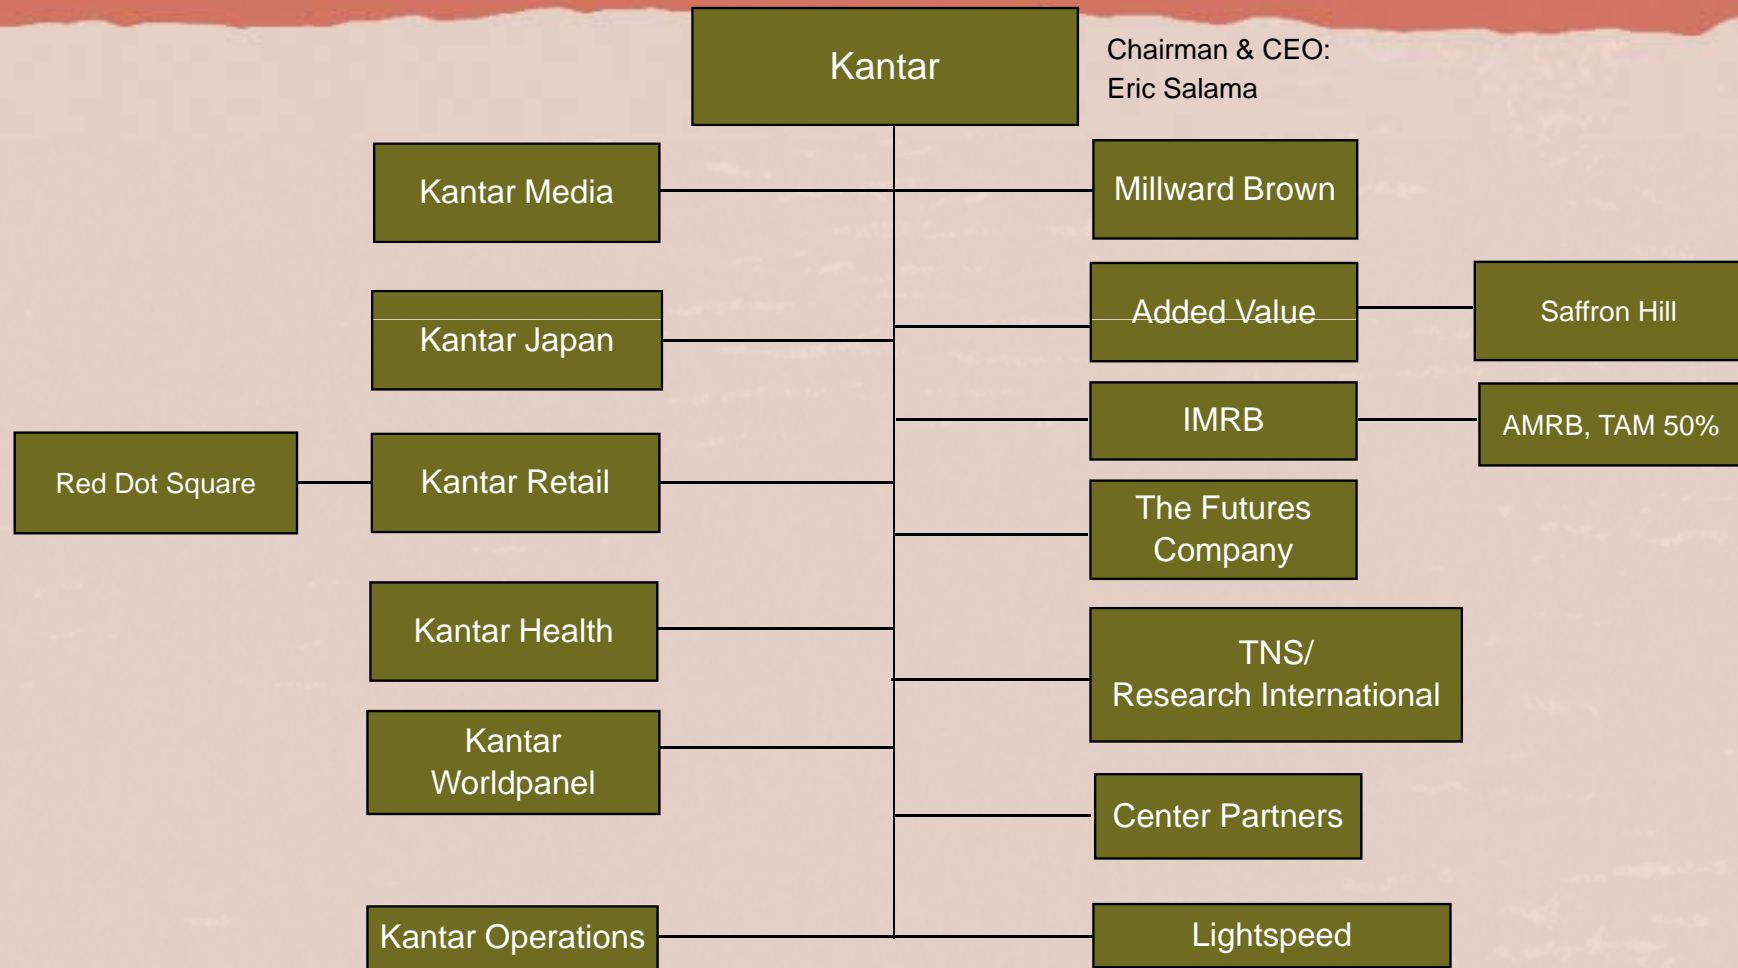 Kantar
Chairman & CEO:
Eric Salama
Kantar Media
Millward Brown
Kantar Japan
Added Value
Saffron Hill
IMRB
AMRB, TAM 50%
Red Dot Square
Kantar Retail
The Futures
Company
Kantar Health
TNS/
Research International
Kantar
Worldpanel
Center Partners
Kantar Operations
Lightspeed